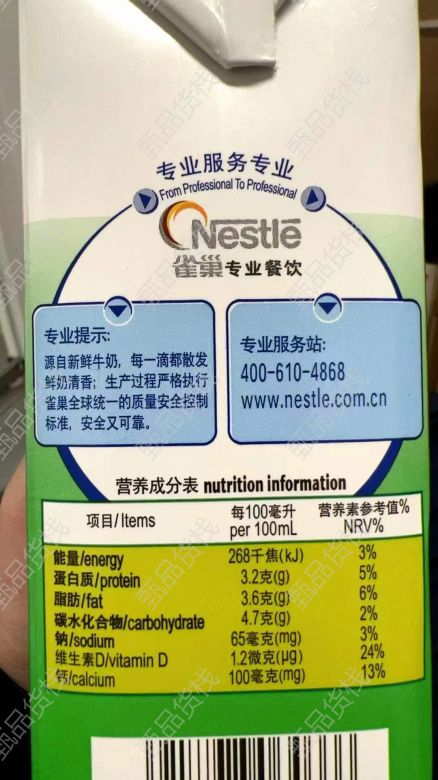 专业服务专业
From Professional To Professional
Nestlé
雀巢专业餐饮
专业提示:
源自新鲜牛奶，每一滴都散发
鲜奶清香；生产过程严格执行
雀巢全球统一的质量安全控制
标准，安全又可靠。
专业服务站:
400-610-4868
www.nestle.com.cn
营养成分表 nutrition information
项目/Items 每100毫升 per 100mL 营养素参考值% NRV%
能量/energy 268千焦(kJ) 3%
蛋白质/protein 3.2克(g) 5%
脂肪/fat 3.6克(g) 6%
碳水化合物/carbohydrate 4.7克(g) 2%
钠/sodium 65毫克(mg) 3%
维生素D/vitamin D 1.2微克(μg) 24%
钙/calcium 100毫克(mg) 13%
甄品货栈